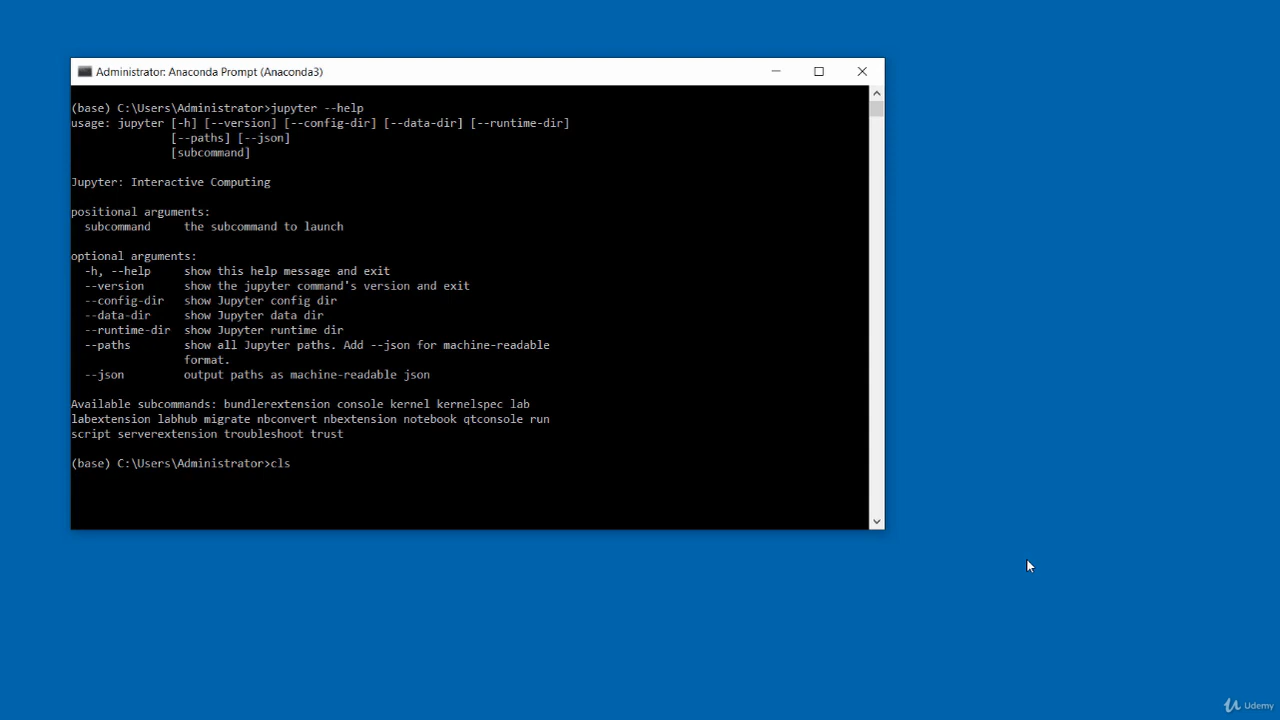 Administrator: Anaconda Prompt (Anaconda3)
(base) C:\Users\Administrator>jupyter --help
usage: jupyter [-h] [--version] [--config-dir] [--data-dir] [--runtime-dir]
[--paths] [--json]
[subcommand]
Jupyter: Interactive Computing
positional arguments:
subcommand the subcommand to launch
optional arguments:
-h, --help show this help message and exit
--version show the jupyter command's version and exit
--config-dir show Jupyter config dir
--data-dir show Jupyter data dir
--runtime-dir show Jupyter runtime dir
--paths show all Jupyter paths. Add --json for machine-readable
format.
--json output paths as machine-readable json
Available subcommands: bundlerextension console kernel kernelspec lab
labextension labhub migrate nbconvert nbextension notebook qtconsole run
script serverextension troubleshoot trust
(base) C:\Users\Administrator>cls
Udemy